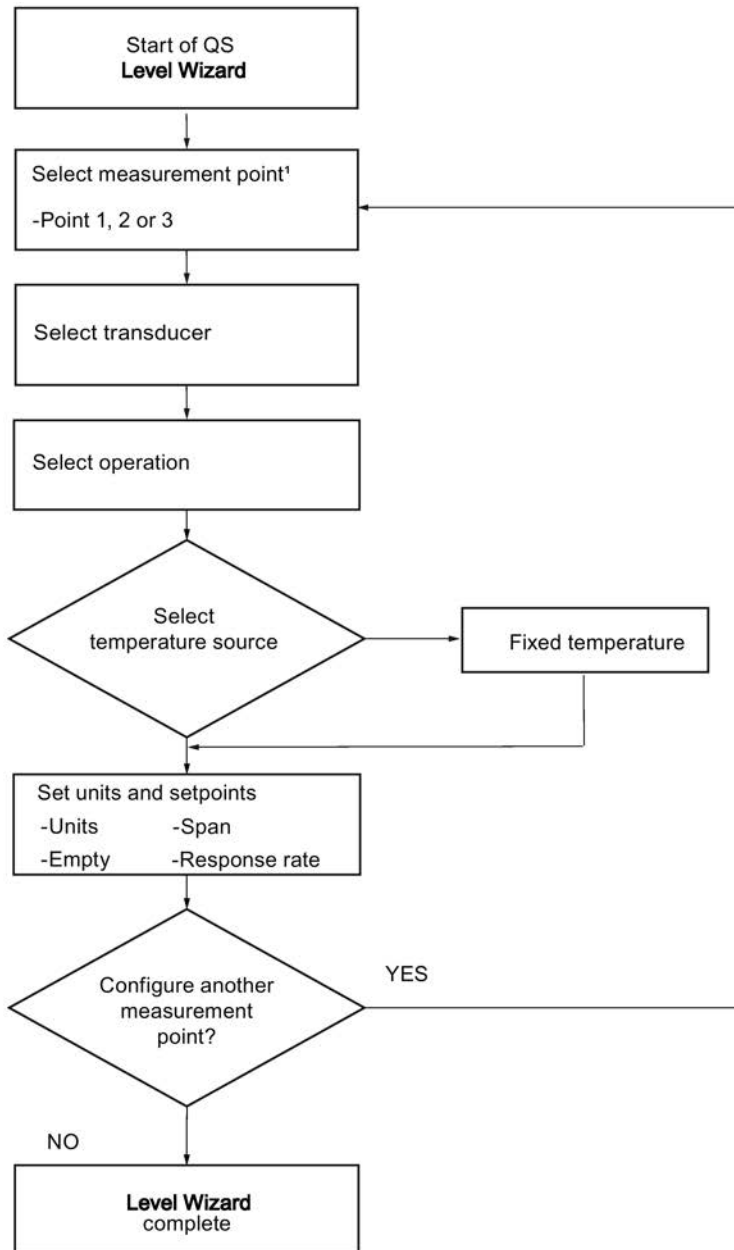 Start of QS
Level Wizard
Select measurement point¹
-Point 1, 2 or 3
Select transducer
Select operation
Select
temperature source
Fixed temperature
Set units and setpoints
-Units -Span
-Empty -Response rate
Configure another
measurement
point?
YES
NO
Level Wizard
complete